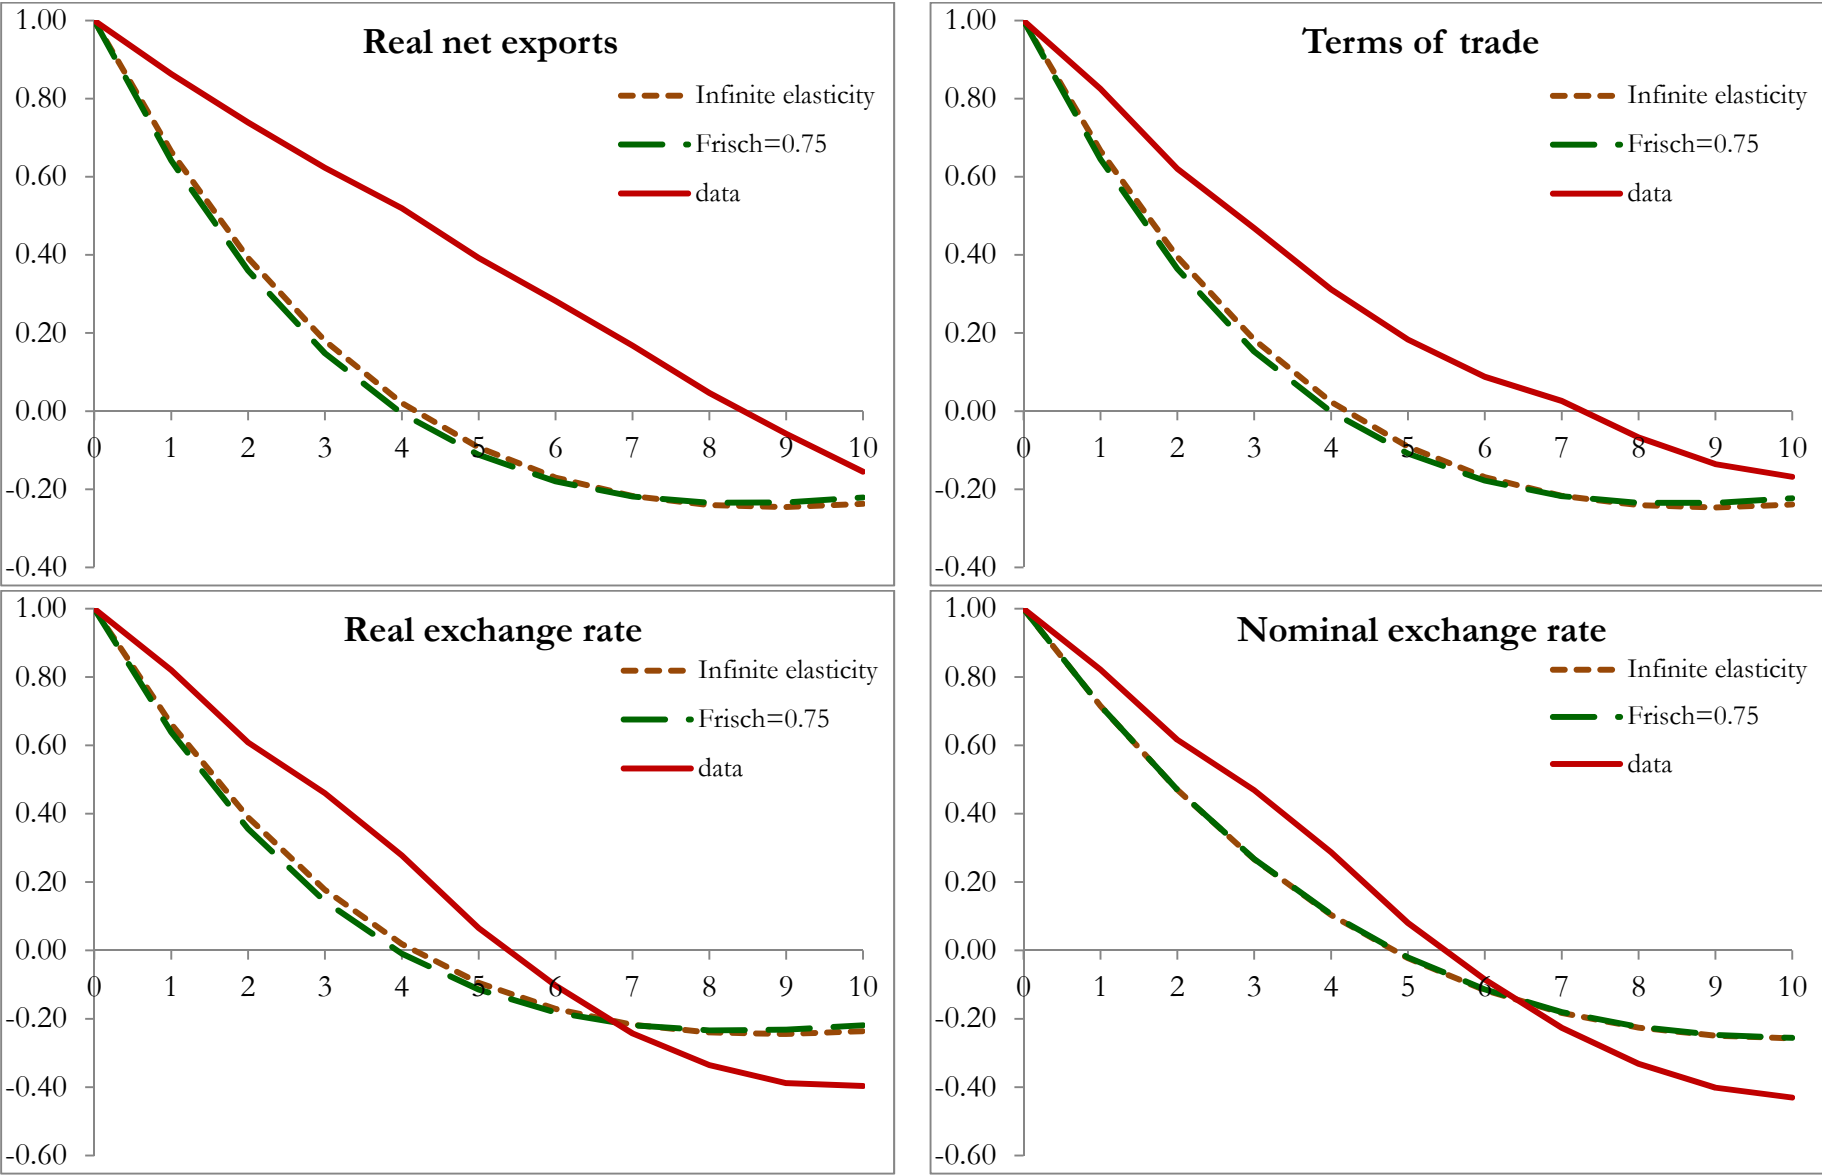 Real net exports
1.00
0.80
0.60
0.40
0.20
0.00
-0.20
-0.40
0 1 2 3 4 5 6 7 8 9 10
Infinite elasticity
Frisch=0.75
data
Terms of trade
1.00
0.80
0.60
0.40
0.20
0.00
-0.20
-0.40
0 1 2 3 4 5 6 7 8 9 10
Infinite elasticity
Frisch=0.75
data
Real exchange rate
1.00
0.80
0.60
0.40
0.20
0.00
-0.20
-0.40
-0.60
0 1 2 3 4 5 6 7 8 9 10
Infinite elasticity
Frisch=0.75
data
Nominal exchange rate
1.00
0.80
0.60
0.40
0.20
0.00
-0.20
-0.40
-0.60
0 1 2 3 4 5 6 7 8 9 10
Infinite elasticity
Frisch=0.75
data